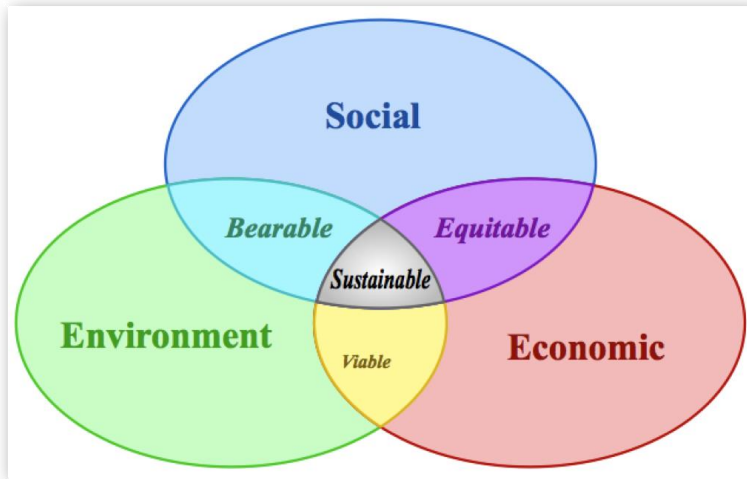 Social
Bearable
Equitable
Sustainable
Environment
Economic
Viable